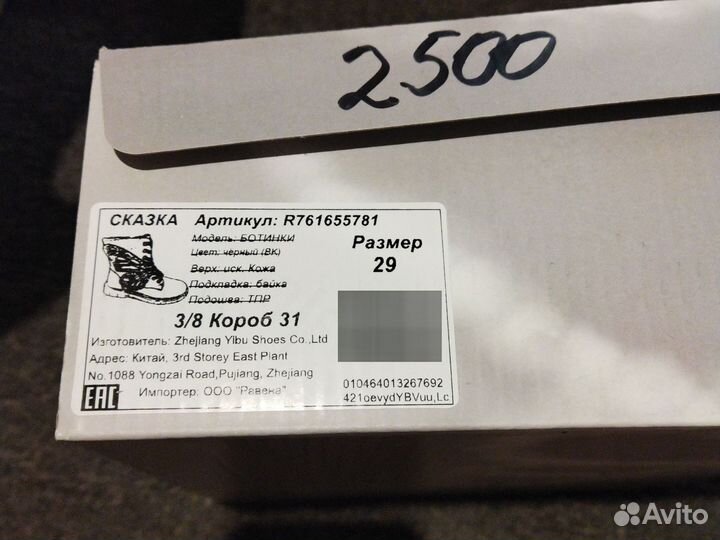 2500
СКАЗКА Артикул: R761655781
Модель: БОТИНКИ
Цвет: черный (BK)
Верх: иск. Кожа
Подкладка: байка
Подошва: ТПР
Размер
29
3/8 Короб 31
Изготовитель: Zhejiang Yibu Shoes Co.,Ltd
Адрес: Китай, 3rd Storey East Plant
No.1088 Yongzai Road,Pujiang, Zhejiang
Импортер: ООО "Равена"
EAC
010464013267692
421oevydYBVuu,Lc
Avito